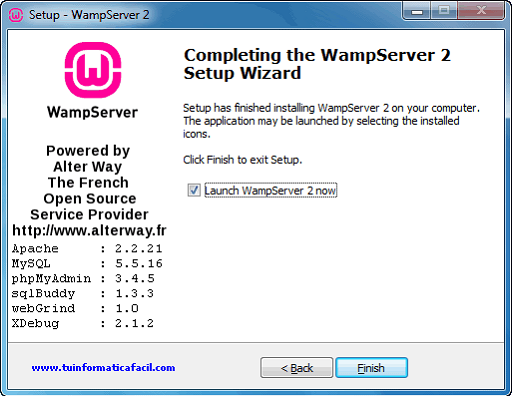 Setup - WampServer 2
WampServer
Powered by
Alter Way
The French
Open Source
Service Provider
http://www.alterway.fr
Apache : 2.2.21
MySQL : 5.5.16
phpMyAdmin : 3.4.5
sqlBuddy : 1.3.3
webGrind : 1.0
XDebug : 2.1.2
Completing the WampServer 2
Setup Wizard
Setup has finished installing WampServer 2 on your computer.
The application may be launched by selecting the installed
icons.
Click Finish to exit Setup.
Launch WampServer 2 now
www.tuinformaticafacil.com
< Back
Finish